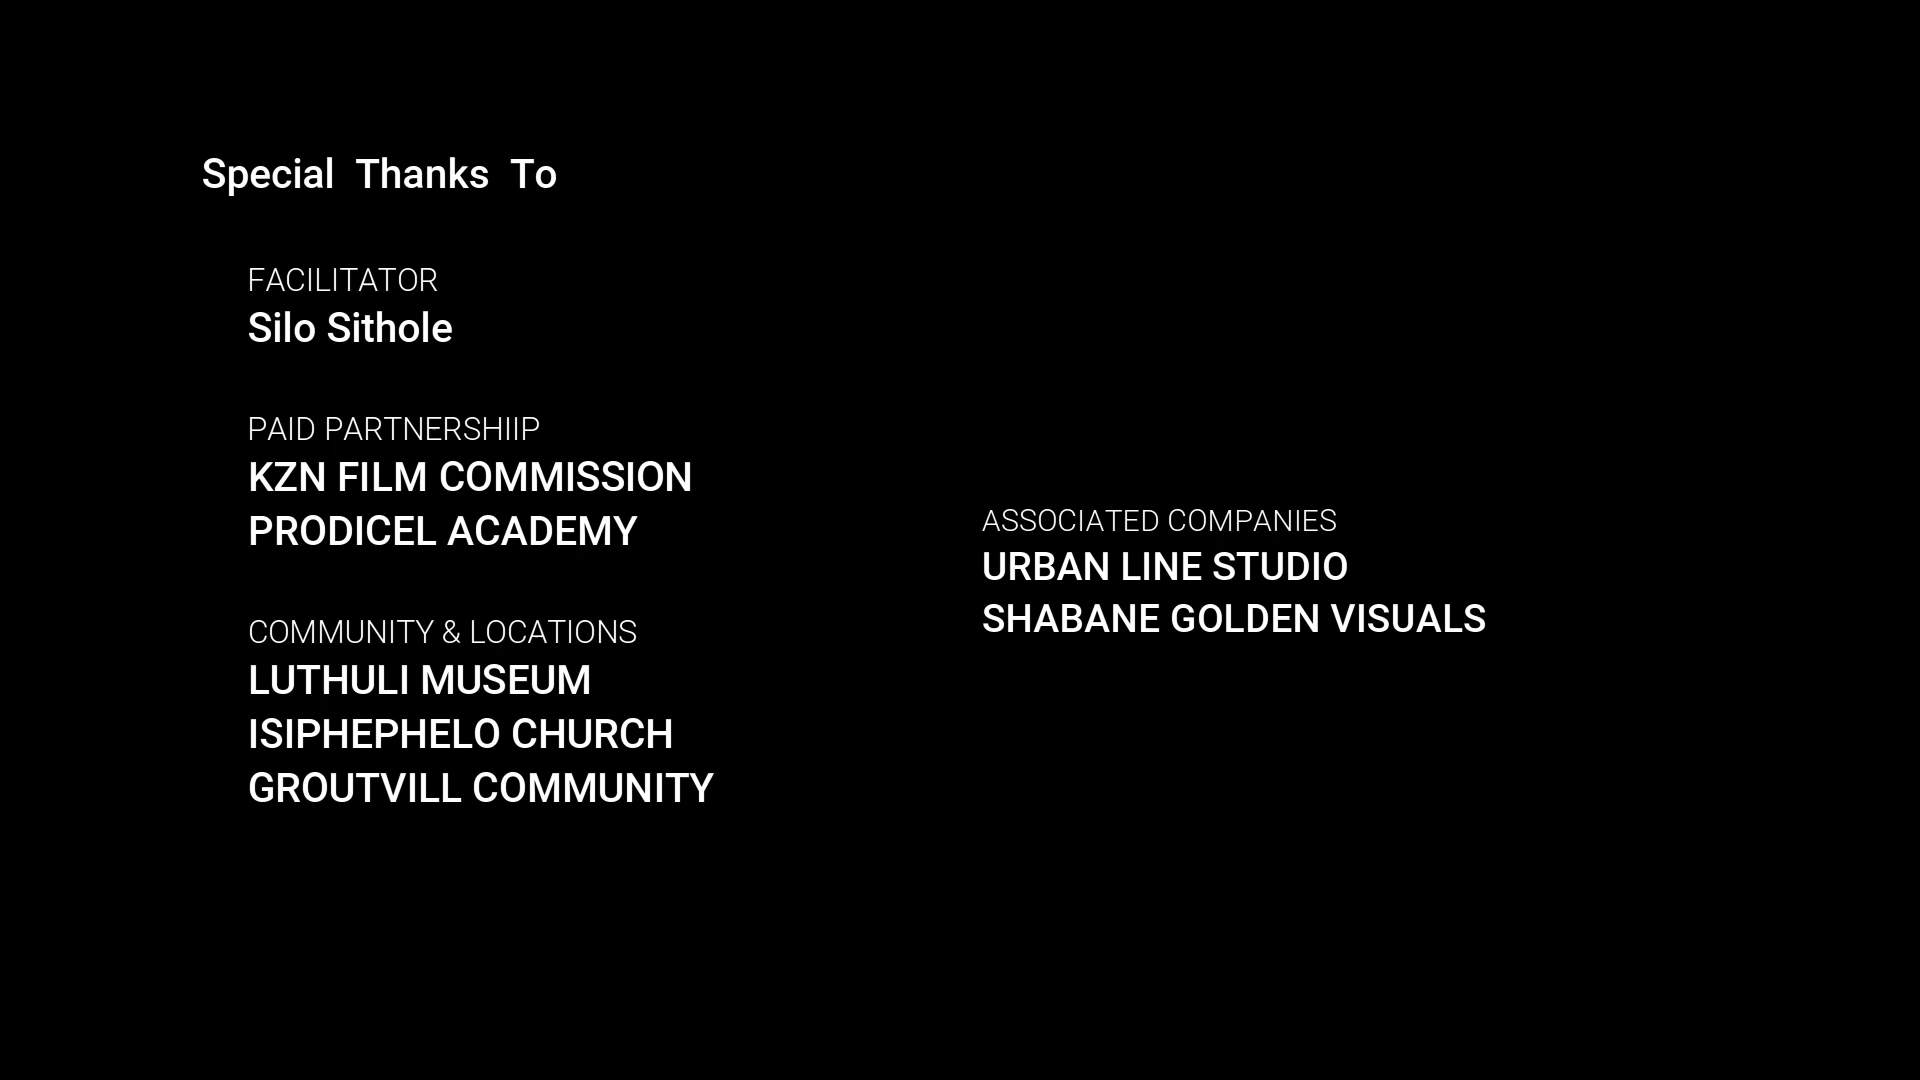 Special Thanks To
FACILITATOR
Silo Sithole
PAID PARTNERSHIIP
KZN FILM COMMISSION
PRODICEL ACADEMY
COMMUNITY & LOCATIONS
LUTHULI MUSEUM
ISIPHEPHELO CHURCH
GROUTVILL COMMUNITY
ASSOCIATED COMPANIES
URBAN LINE STUDIO
SHABANE GOLDEN VISUALS